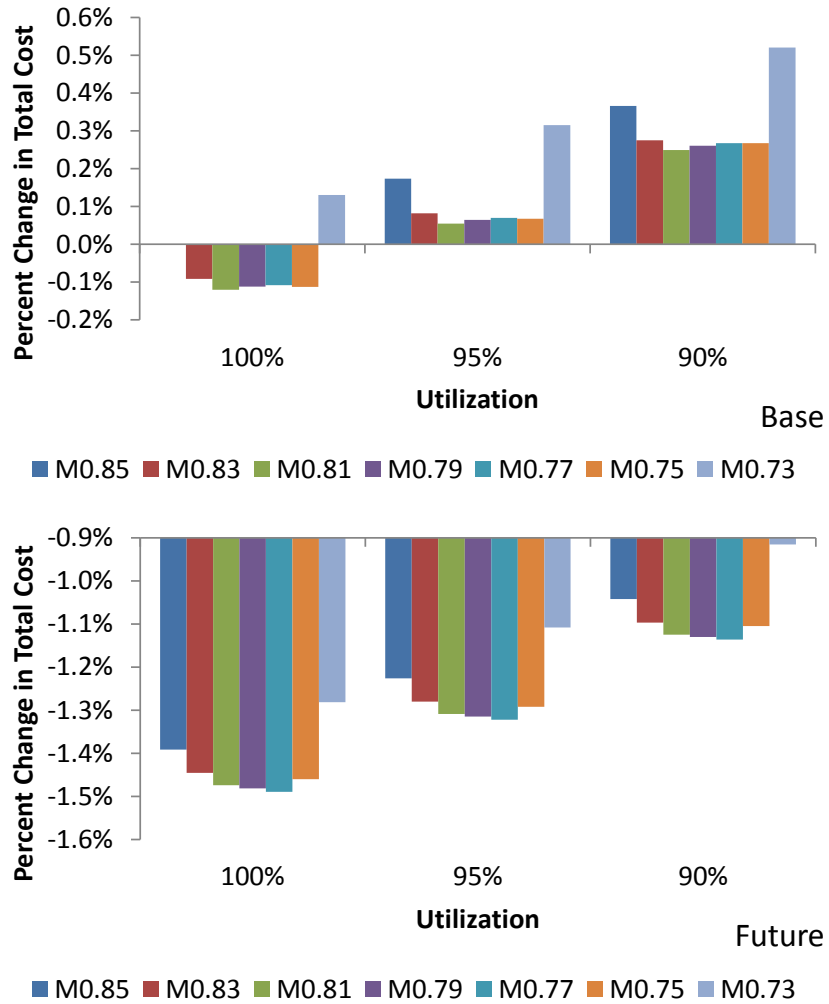 Percent Change in Total Cost
0.6%
0.5%
0.4%
0.3%
0.2%
0.1%
0.0%
-0.1%
-0.2%
100% 95% 90%
Utilization
Base
M0.85 M0.83 M0.81 M0.79 M0.77 M0.75 M0.73
Percent Change in Total Cost
-0.9%
-1.0%
-1.1%
-1.2%
-1.3%
-1.4%
-1.5%
-1.6%
100% 95% 90%
Utilization
Future
M0.85 M0.83 M0.81 M0.79 M0.77 M0.75 M0.73